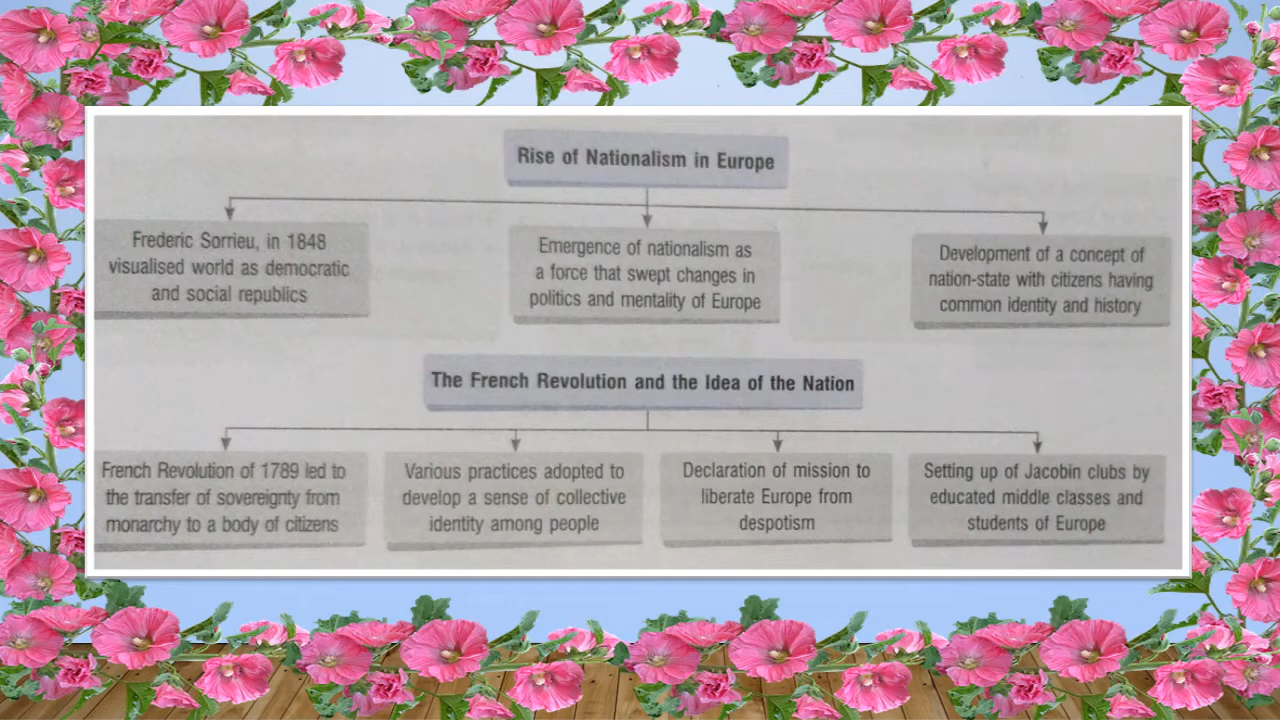 Rise of Nationalism in Europe
Frederic Sorrieu, in 1848
visualised world as democratic
and social republics
Emergence of nationalism as
a force that swept changes in
politics and mentality of Europe
Development of a concept of
nation-state with citizens having
common identity and history
The French Revolution and the Idea of the Nation
French Revolution of 1789 led to
the transfer of sovereignty from
monarchy to a body of citizens
Various practices adopted to
develop a sense of collective
identity among people
Declaration of mission to
liberate Europe from
despotism
Setting up of Jacobin clubs by
educated middle classes and
students of Europe